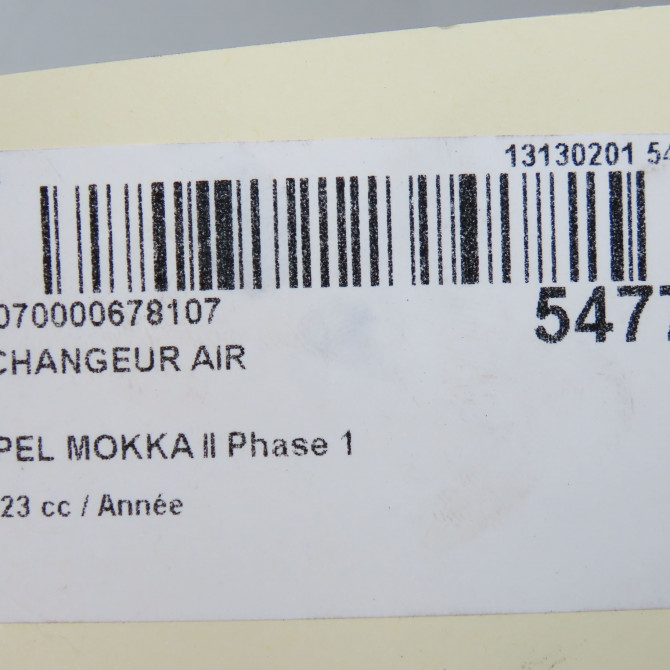 13130201 54
070000678107
5477
CHANGEUR AIR
PEL MOKKA II Phase 1
23 cc / Année